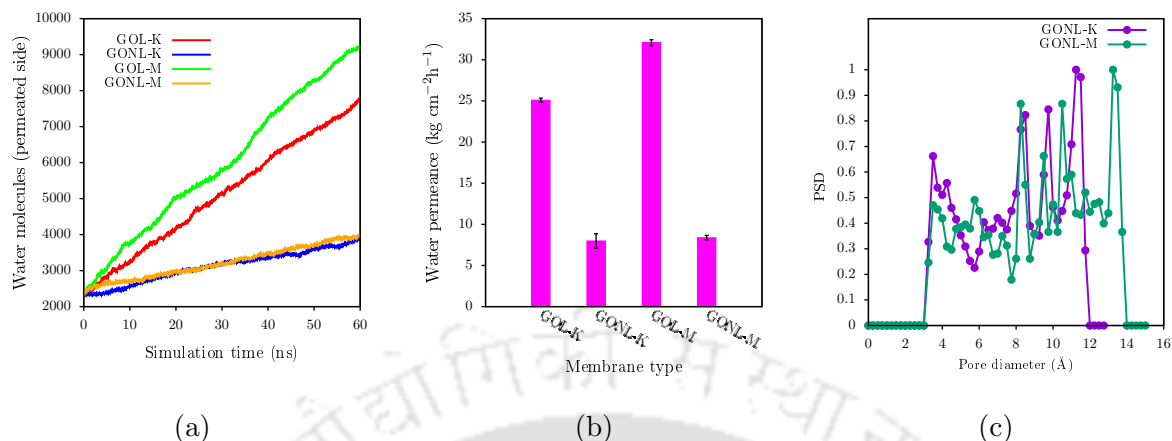 10000
9000
8000
7000
6000
5000
4000
3000
2000
0 10 20 30 40 50 60
Water molecules (permeated side)
Simulation time (ns)
GOL-K
GONL-K
GOL-M
GONL-M
(a)
35
30
25
20
15
10
5
0
Water permeance (kg cm−2h−1)
GOL-K GONL-K GOL-M GONL-M
Membrane type
(b)
GONL-K
GONL-M
1
0.9
0.8
0.7
0.6
0.5
0.4
0.3
0.2
0.1
0
PSD
0 2 4 6 8 10 12 14 16
Pore diameter (Å)
(c)